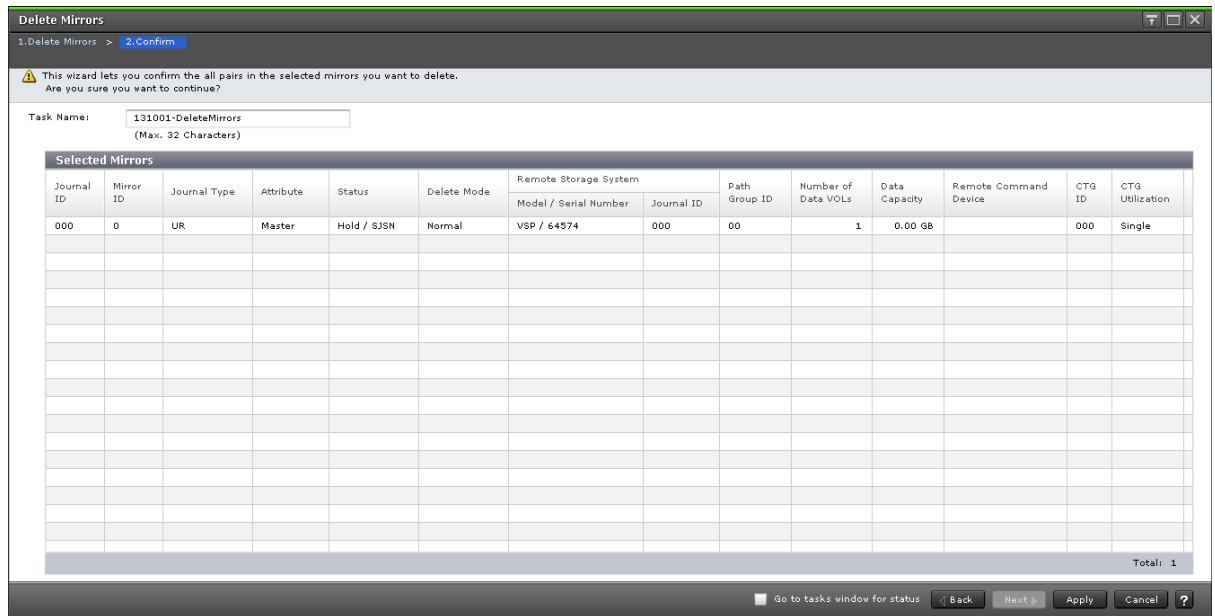 Delete Mirrors
1.Delete Mirrors > 2.Confirm
This wizard lets you confirm the all pairs in the selected mirrors you want to delete.
Are you sure you want to continue?
Task Name: 131001-DeleteMirrors
(Max. 32 Characters)
Selected Mirrors
Journal ID Mirror ID Journal Type Attribute Status Delete Mode Remote Storage System Path Group ID Number of Data VOLs Data Capacity Remote Command Device CTG ID CTG Utilization
Model / Serial Number Journal ID
000 0 UR Master Hold / SJSN Normal VSP / 64574 000 00 1 0.00 GB 000 Single
Total: 1
Go to tasks window for status Back Next Apply Cancel ?